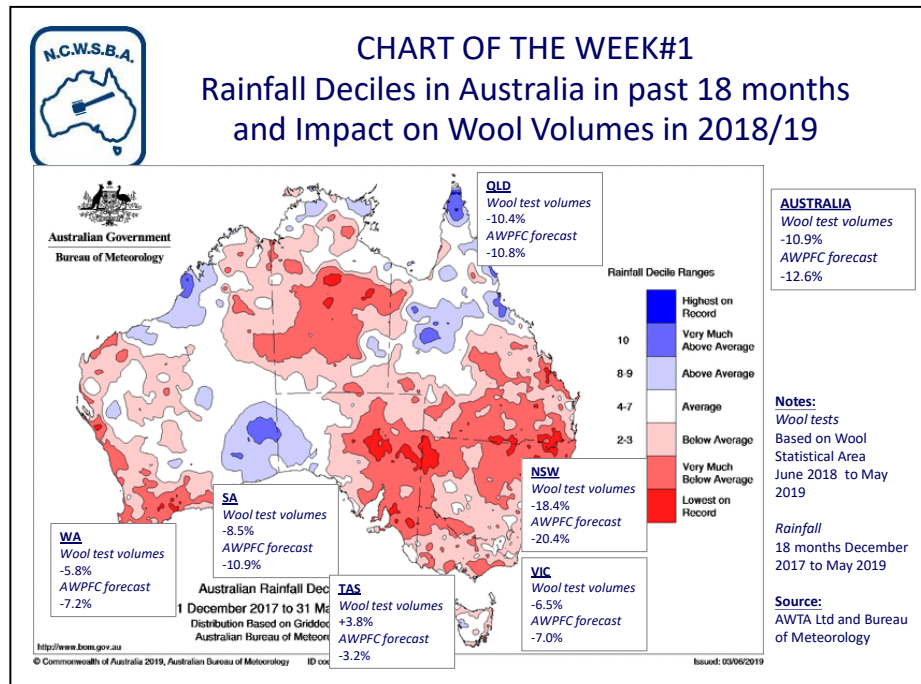 N.C.W.S.B.A.
CHART OF THE WEEK#1
Rainfall Deciles in Australia in past 18 months
and Impact on Wool Volumes in 2018/19
Australian Government
Bureau of Meteorology
QLD
Wool test volumes
-10.4%
AWPFC forecast
-10.8%
AUSTRALIA
Wool test volumes
-10.9%
AWPFC forecast
-12.6%
Rainfall Decile Ranges
Highest on
Record
10
Very Much
Above Average
8-9
Above Average
4-7
Average
2-3
Below Average
Very Much
Below Average
Lowest on
Record
Notes:
Wool tests
Based on Wool
Statistical Area
June 2018 to May
2019
Rainfall
18 months December
2017 to May 2019
Source:
AWTA Ltd and Bureau
of Meteorology
NSW
Wool test volumes
-18.4%
AWPFC forecast
-20.4%
SA
Wool test volumes
-8.5%
AWPFC forecast
-10.9%
WA
Wool test volumes
-5.8%
AWPFC forecast
-7.2%
TAS
Wool test volumes
+3.8%
AWPFC forecast
-3.2%
VIC
Wool test volumes
-6.5%
AWPFC forecast
-7.0%
Australian Rainfall Dec
1 December 2017 to 31 Ma
Distribution Based on Gridded
Australian Bureau of Meteor
http://www.bom.gov.au
© Commonwealth of Australia 2019, Australian Bureau of Meteorology
ID co
Issued: 03/06/2019